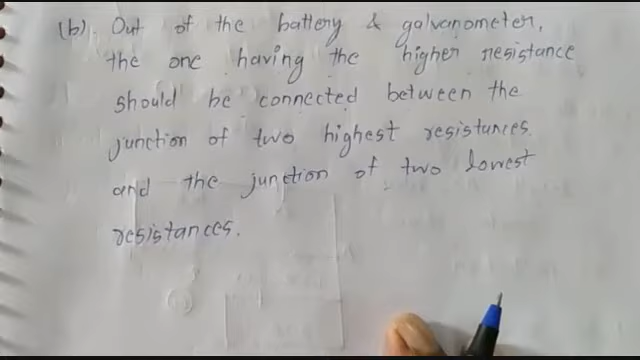 (b). Out of the battery & galvanometer,
the one having the higher resistance
should be connected between the
junction of two highest resistances
and the junction of two lowest
resistances.